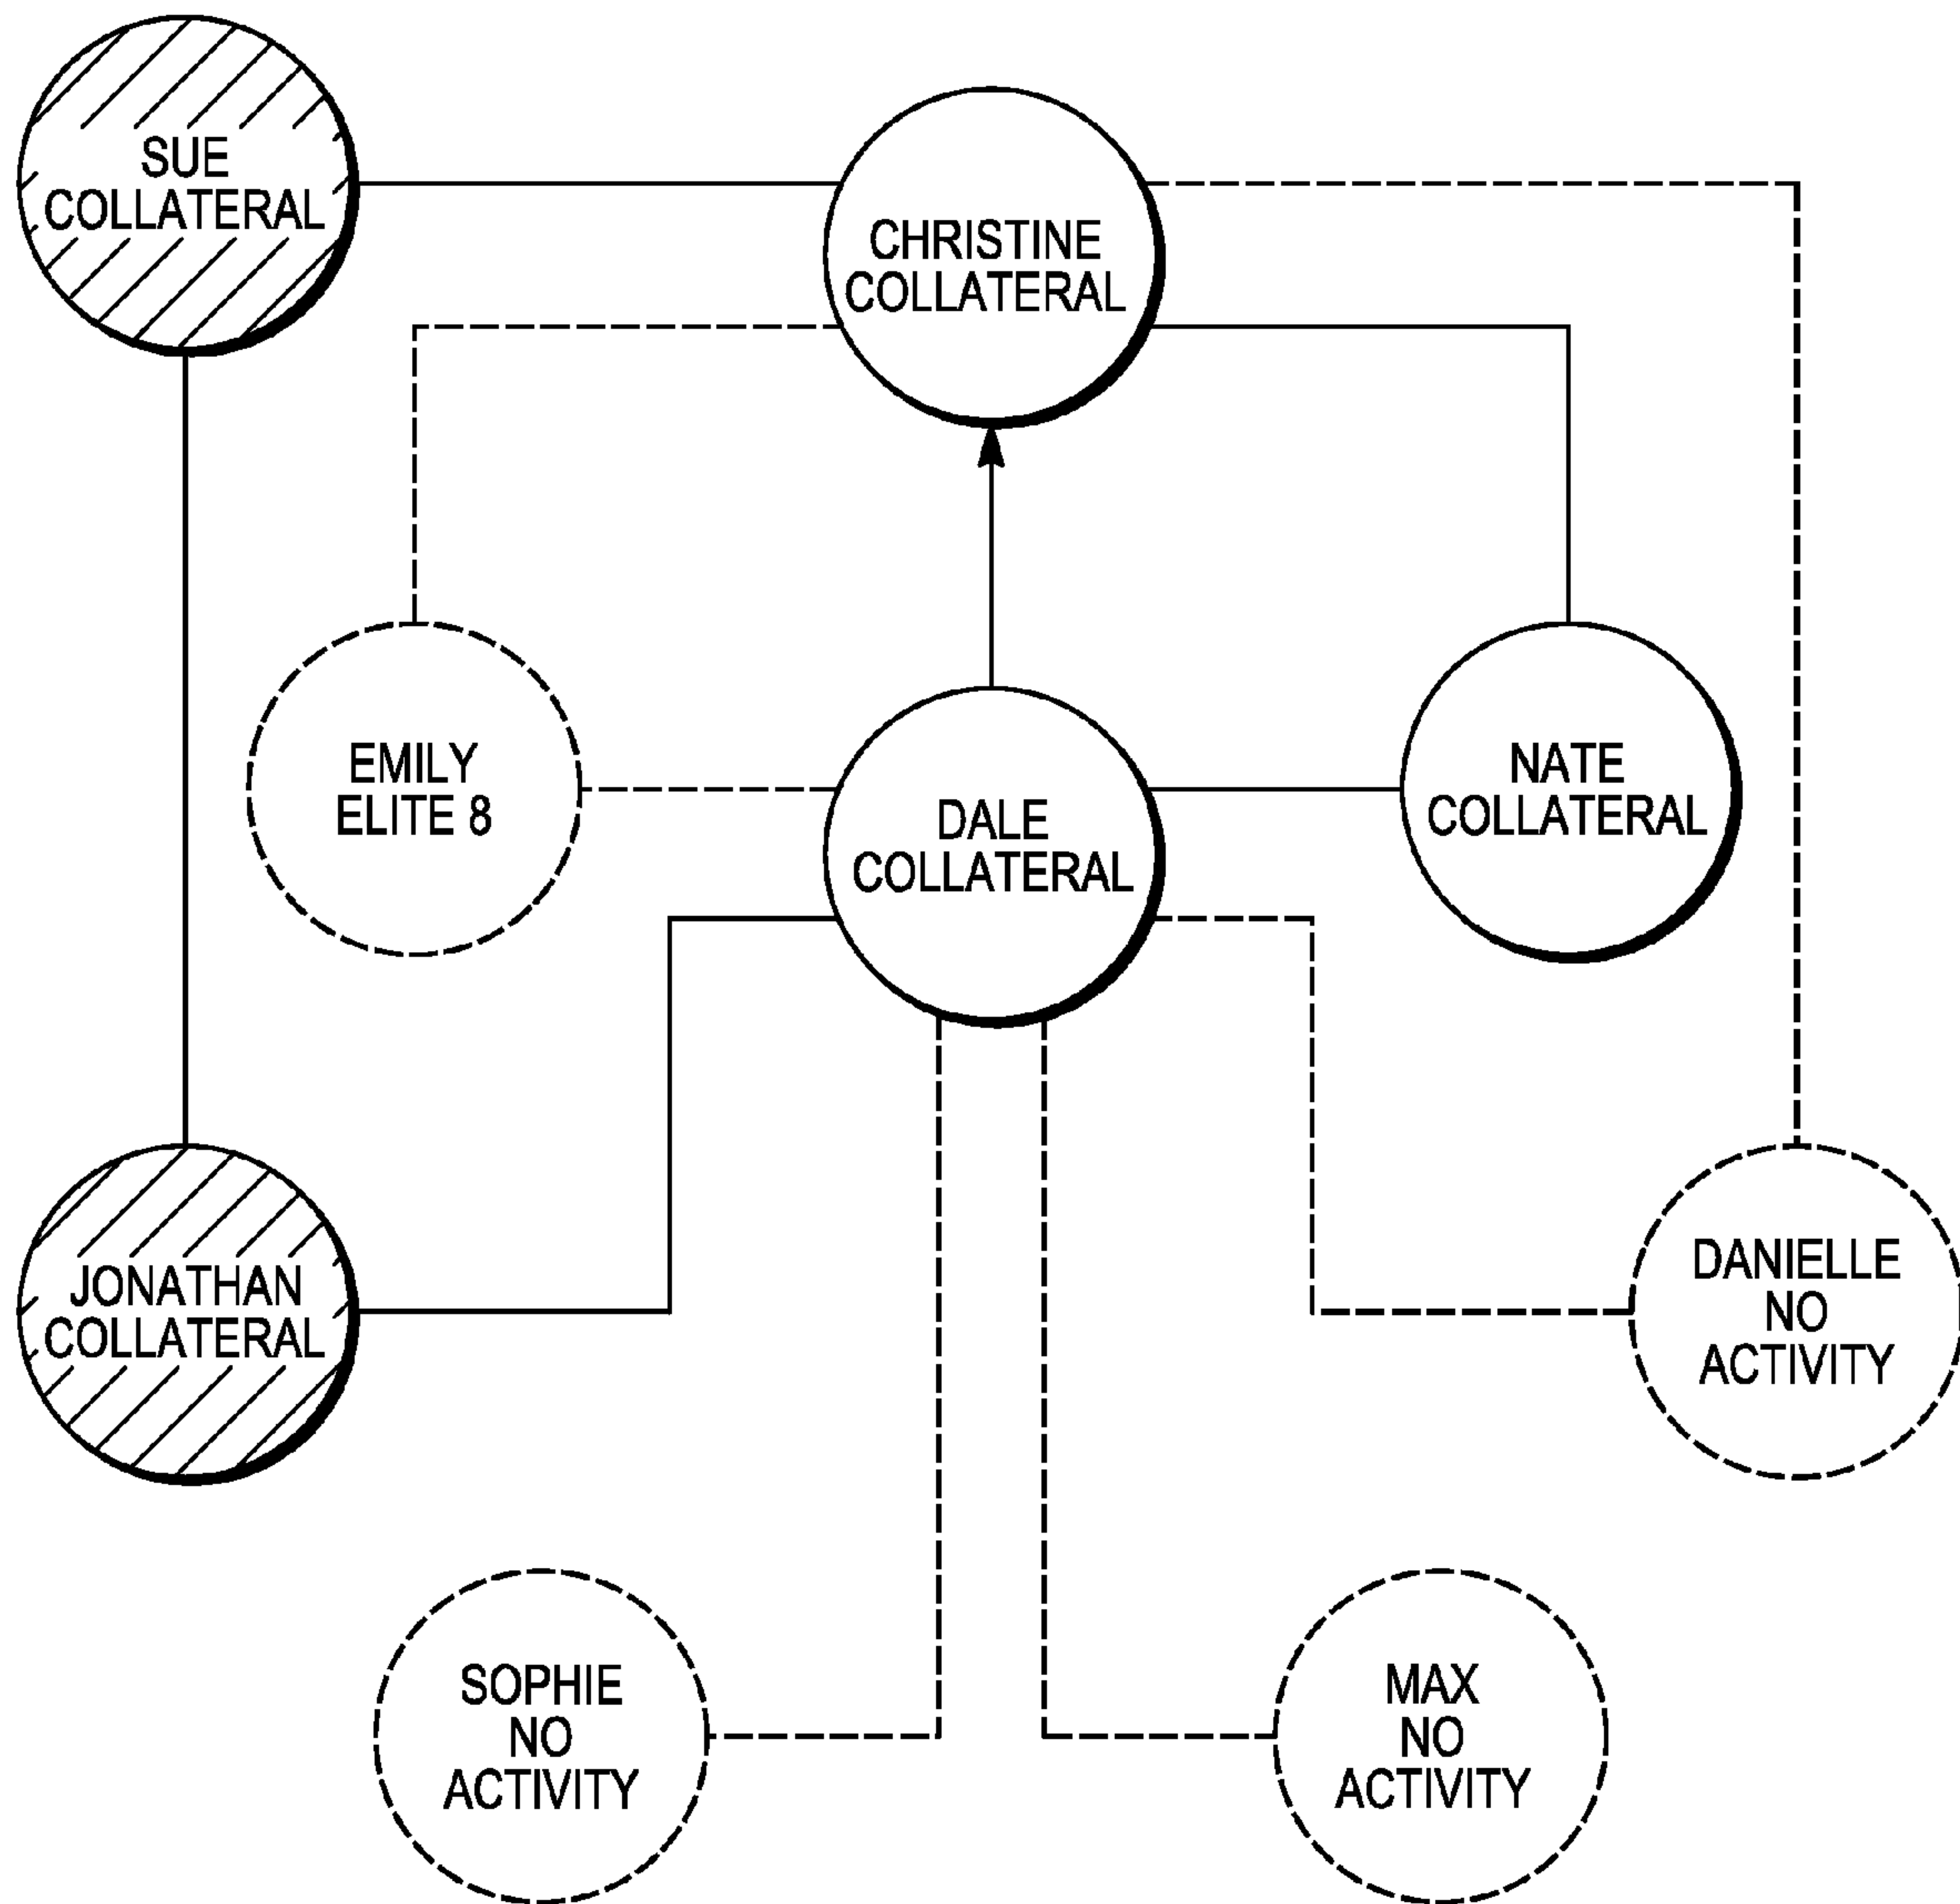 SUE
COLLATERAL
CHRISTINE
COLLATERAL
EMILY
ELITE 8
DALE
COLLATERAL
NATE
COLLATERAL
JONATHAN
COLLATERAL
DANIELLE
NO
ACTIVITY
SOPHIE
NO
ACTIVITY
MAX
NO
ACTIVITY